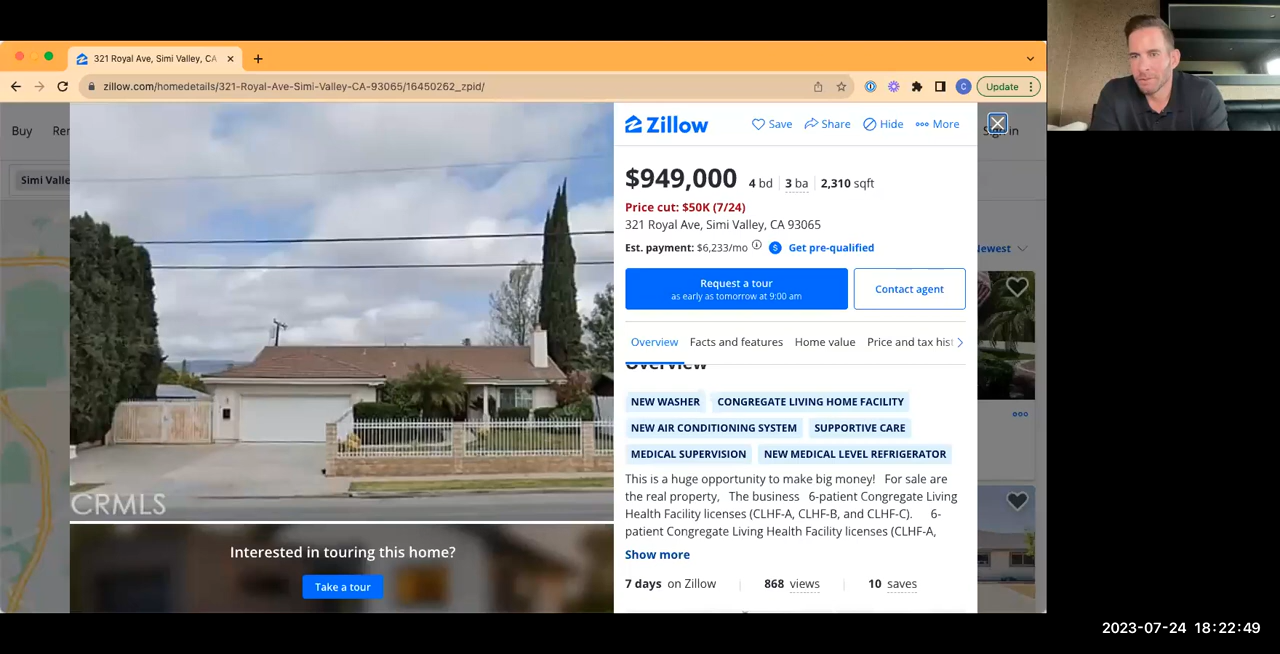 321 Royal Ave, Simi Valley, CA
zillow.com/homedetails/321-Royal-Ave-Simi-Valley-CA-93065/16450262_zpid/
C
Update
Buy
Simi Valle
CRMLS
Interested in touring this home?
Take a tour
Zillow
Save
Share
Hide
More
$949,000 4 bd 3 ba 2,310 sqft
Price cut: $50K (7/24)
321 Royal Ave, Simi Valley, CA 93065
Est. payment: $6,233/mo
$ Get pre-qualified
Request a tour
as early as tomorrow at 9:00 am
Contact agent
Overview Facts and features Home value Price and tax hist
Overview
NEW WASHER CONGREGATE LIVING HOME FACILITY
NEW AIR CONDITIONING SYSTEM SUPPORTIVE CARE
MEDICAL SUPERVISION NEW MEDICAL LEVEL REFRIGERATOR
This is a huge opportunity to make big money! For sale are
the real property, The business 6-patient Congregate Living
Health Facility licenses (CLHF-A, CLHF-B, and CLHF-C). 6-
patient Congregate Living Health Facility licenses (CLHF-A,
Show more
7 days on Zillow 868 views 10 saves
2023-07-24 18:22:49